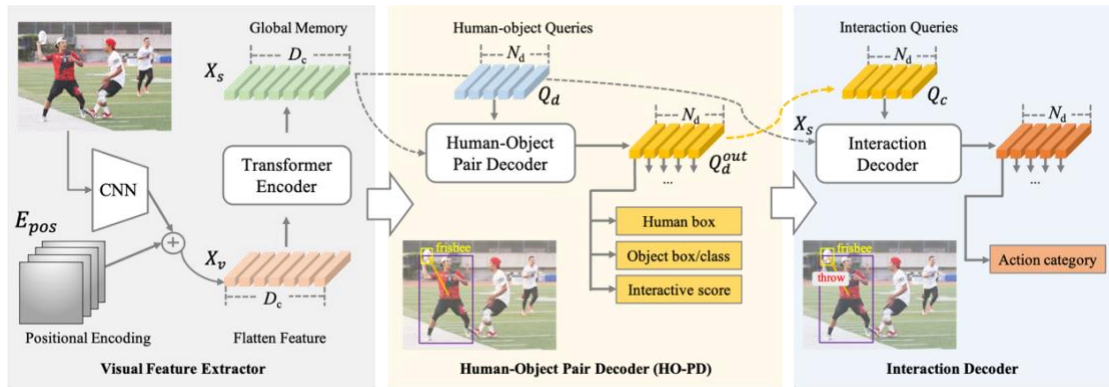 Global Memory
D_c
X_s
Transformer
Encoder
CNN
E_pos
+
X_v
D_c
Positional Encoding
Flatten Feature
Visual Feature Extractor
Human-object Queries
N_d
Q_d
Human-Object
Pair Decoder
N_d
Q_d^out
...
Human box
Object box/class
Interactive score
frisbee
Human-Object Pair Decoder (HO-PD)
Interaction Queries
N_d
Q_c
X_s
Interaction
Decoder
N_d
...
Action category
frisbee
throw
Interaction Decoder